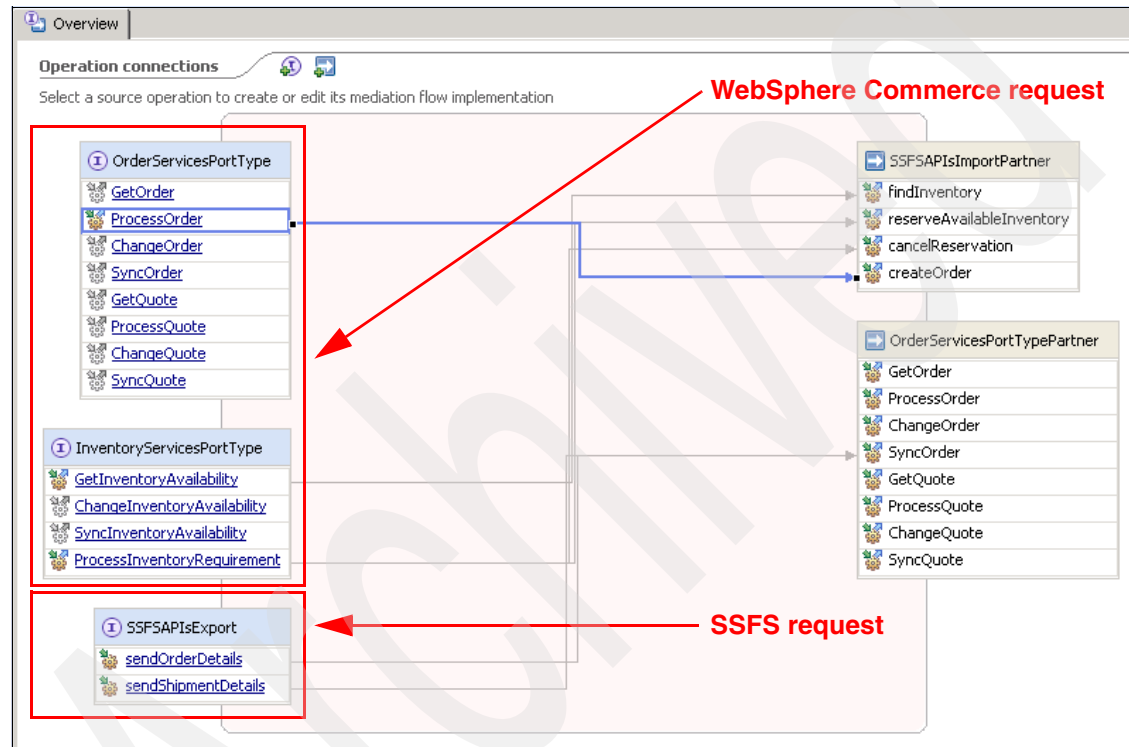 Overview
Operation connections
Select a source operation to create or edit its mediation flow implementation
WebSphere Commerce request
OrderServicesPortType
GetOrder
ProcessOrder
ChangeOrder
SyncOrder
GetQuote
ProcessQuote
ChangeQuote
SyncQuote
InventoryServicesPortType
GetInventoryAvailability
ChangeInventoryAvailability
SyncInventoryAvailability
ProcessInventoryRequirement
SSFSAPIsExport
sendOrderDetails
sendShipmentDetails
SSFS request
SSFSAPIsImportPartner
findInventory
reserveAvailableInventory
cancelReservation
createOrder
OrderServicesPortTypePartner
GetOrder
ProcessOrder
ChangeOrder
SyncOrder
GetQuote
ProcessQuote
ChangeQuote
SyncQuote
Archived